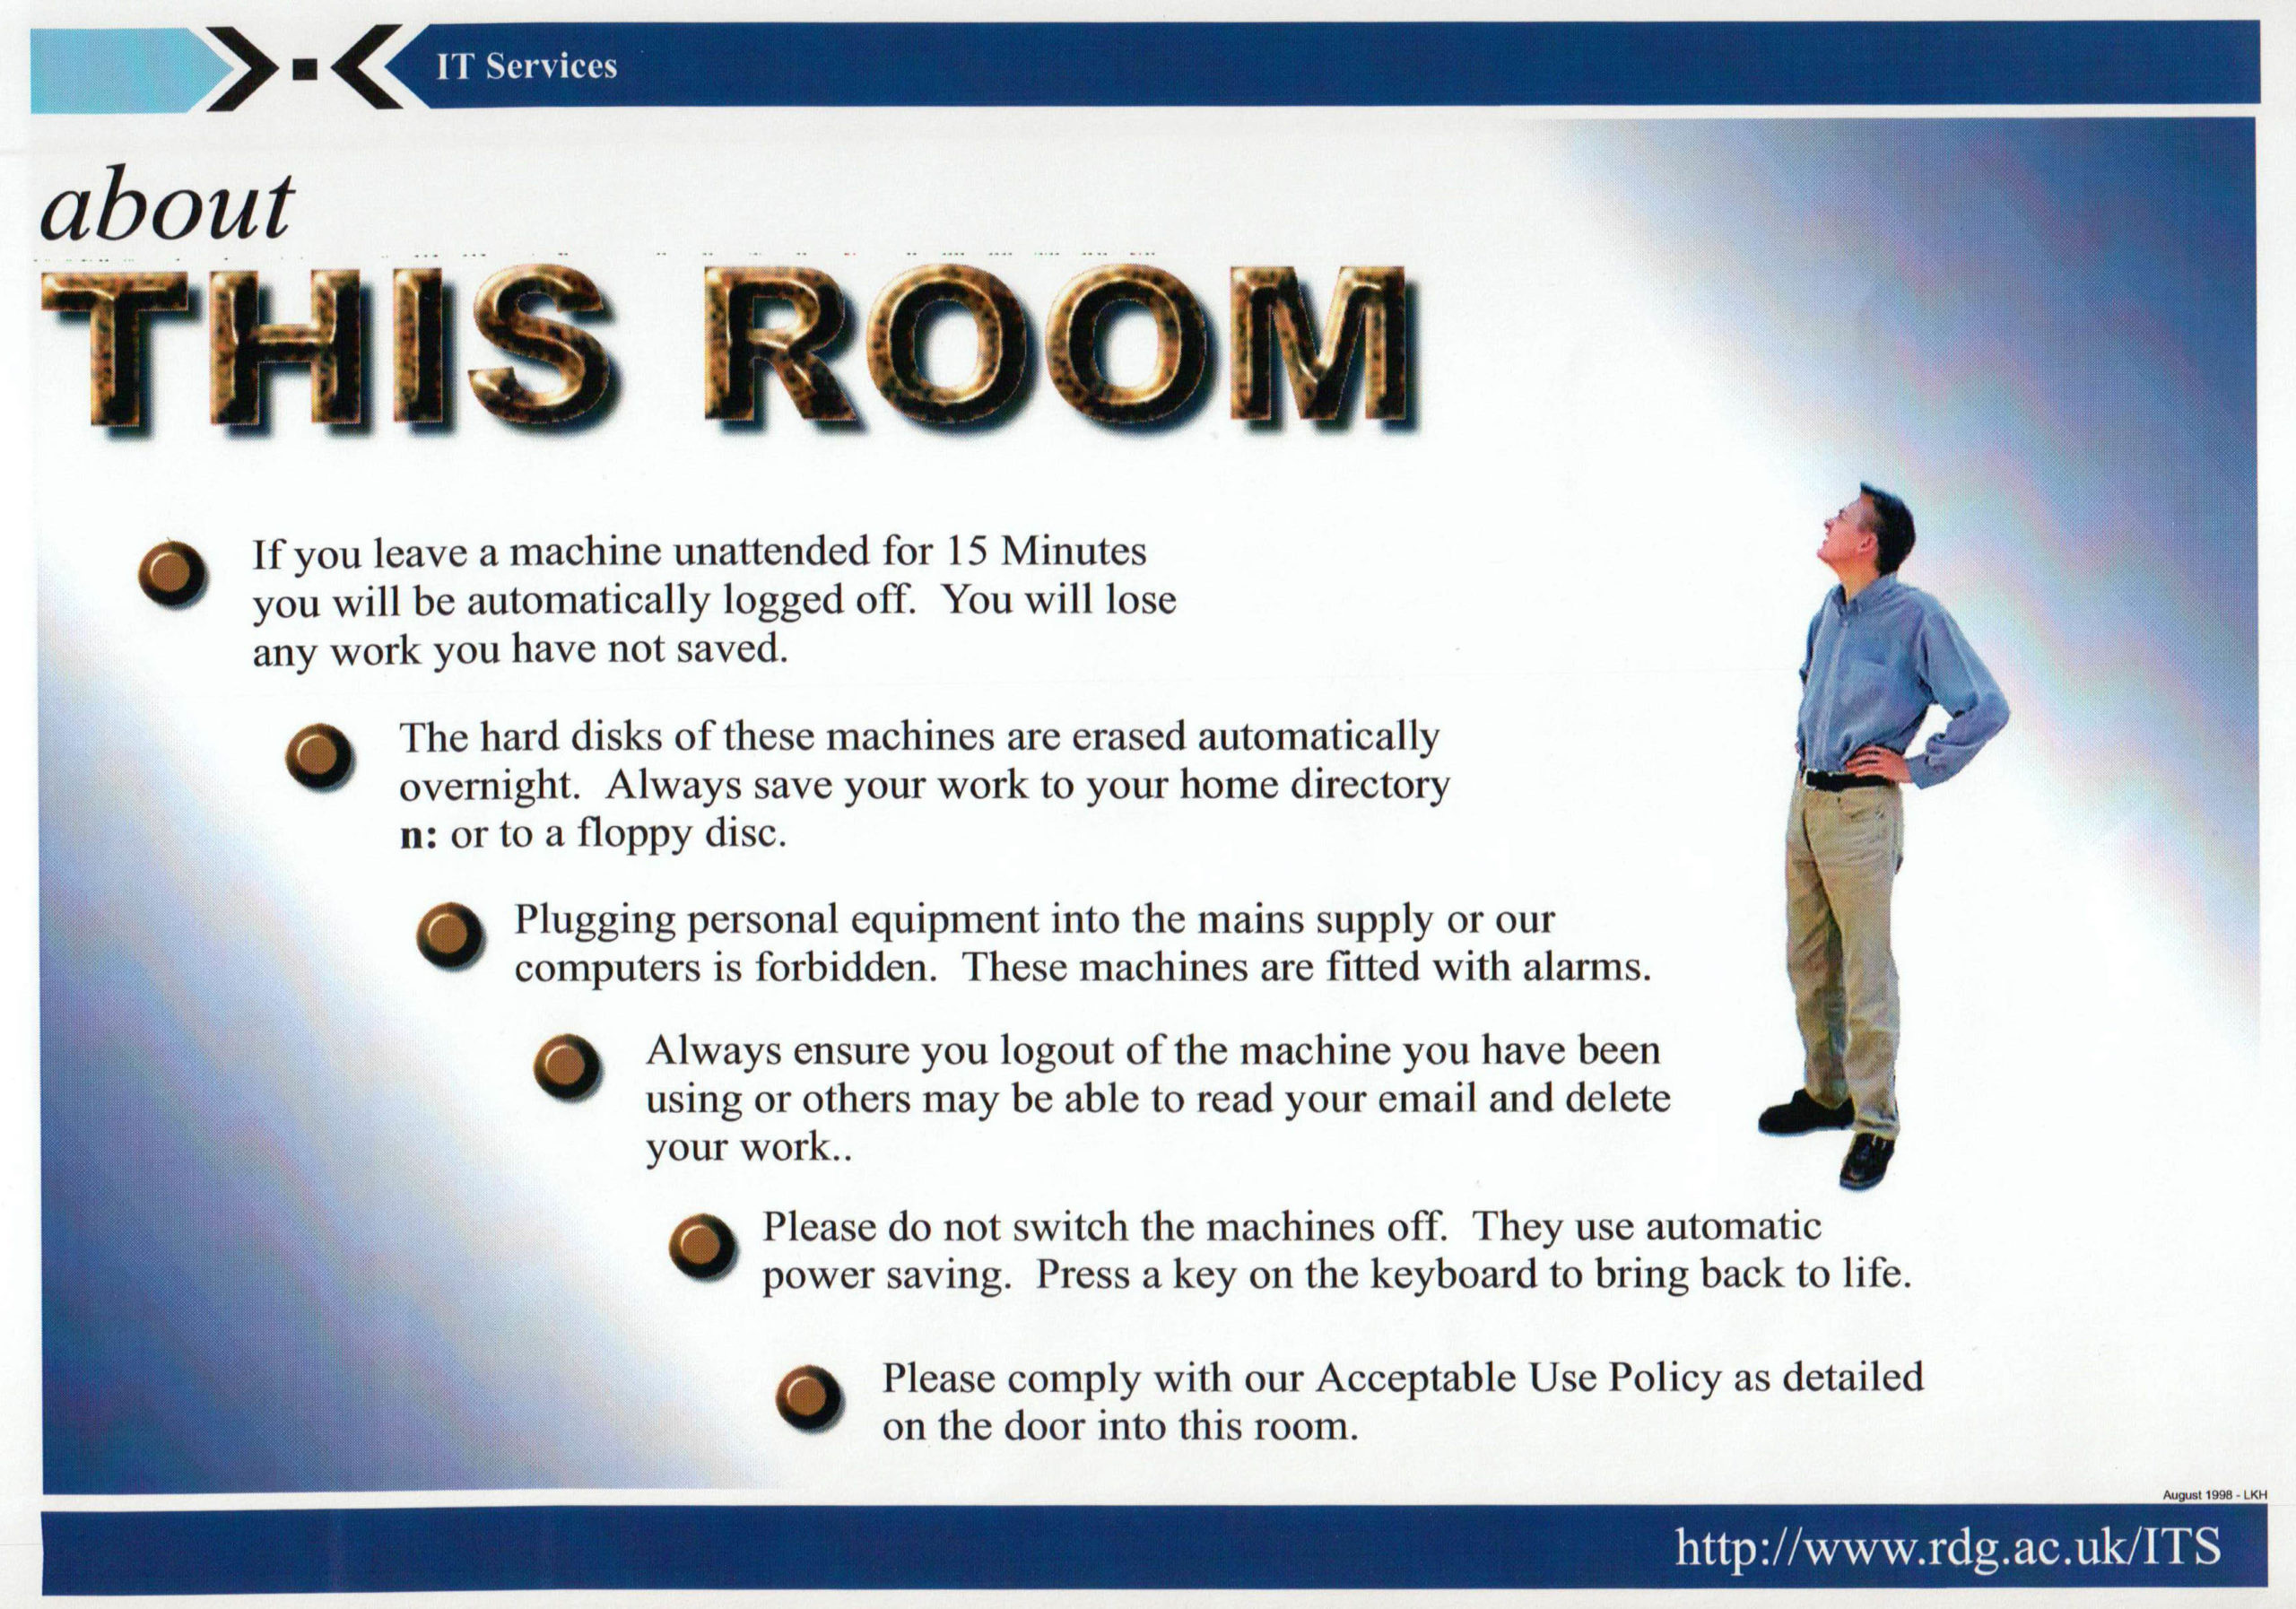 IT Services
about
THIS ROOM
If you leave a machine unattended for 15 Minutes
you will be automatically logged off.  You will lose
any work you have not saved.
The hard disks of these machines are erased automatically
overnight.  Always save your work to your home directory
n: or to a floppy disc.
Plugging personal equipment into the mains supply or our
computers is forbidden.  These machines are fitted with alarms.
Always ensure you logout of the machine you have been
using or others may be able to read your email and delete
your work..
Please do not switch the machines off.  They use automatic
power saving.  Press a key on the keyboard to bring back to life.
Please comply with our Acceptable Use Policy as detailed
on the door into this room.
August 1998 - LKH
http://www.rdg.ac.uk/ITS